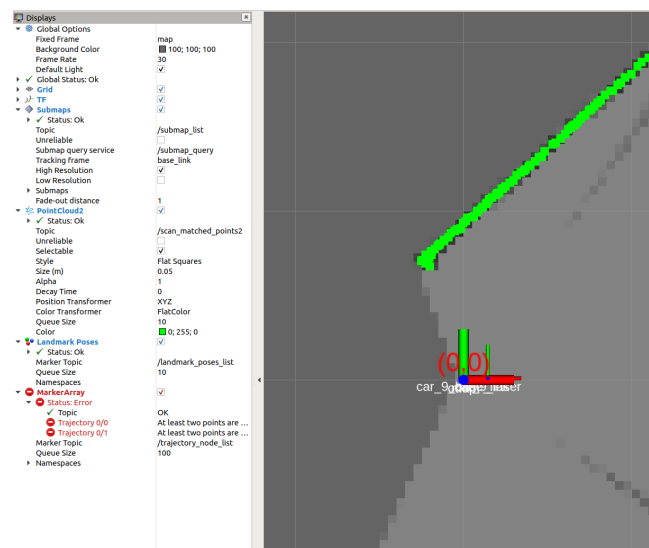 Displays
Global Options
Fixed Frame map
Background Color 100; 100; 100
Frame Rate 30
Default Light
Global Status: Ok
Grid
TF
Submaps
Status: Ok
Topic /submap_list
Unreliable
Submap query service /submap_query
Tracking frame base_link
High Resolution
Low Resolution
Submaps
Fade-out distance 1
PointCloud2
Status: Ok
Topic /scan_matched_points2
Unreliable
Selectable
Style Flat Squares
Size (m) 0.05
Alpha 1
Decay Time 0
Position Transformer XYZ
Color Transformer FlatColor
Queue Size 10
Color 0; 255; 0
Landmark Poses
Status: Ok
Marker Topic /landmark_poses_list
Queue Size 10
Namespaces
MarkerArray
Status: Error
Topic OK
Trajectory 0/0 At least two points are ...
Trajectory 0/1 At least two points are ...
Marker Topic /trajectory_node_list
Queue Size 100
Namespaces
(0,0)